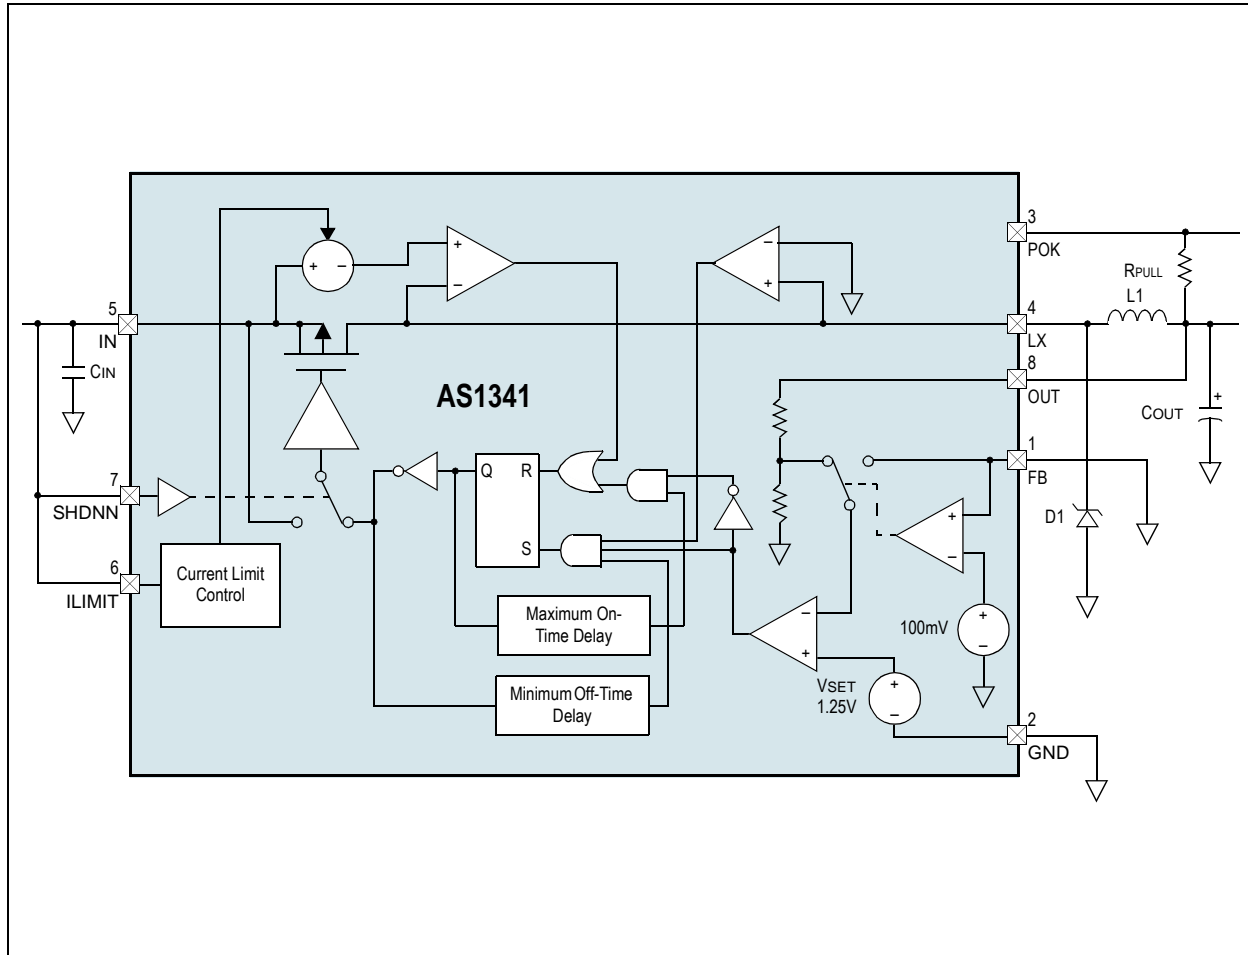 3
POK
RPULL
L1
+
−
+
−
−
+
5
IN
CIN
4
LX
8
OUT
AS1341
COUT
+
1
FB
Q
R
S
7
SHDNN
6
ILIMIT
Current Limit
Control
D1
+
−
Maximum On-
Time Delay
−
+
100mV
+
−
Minimum Off-Time
Delay
VSET
1.25V
+
−
2
GND